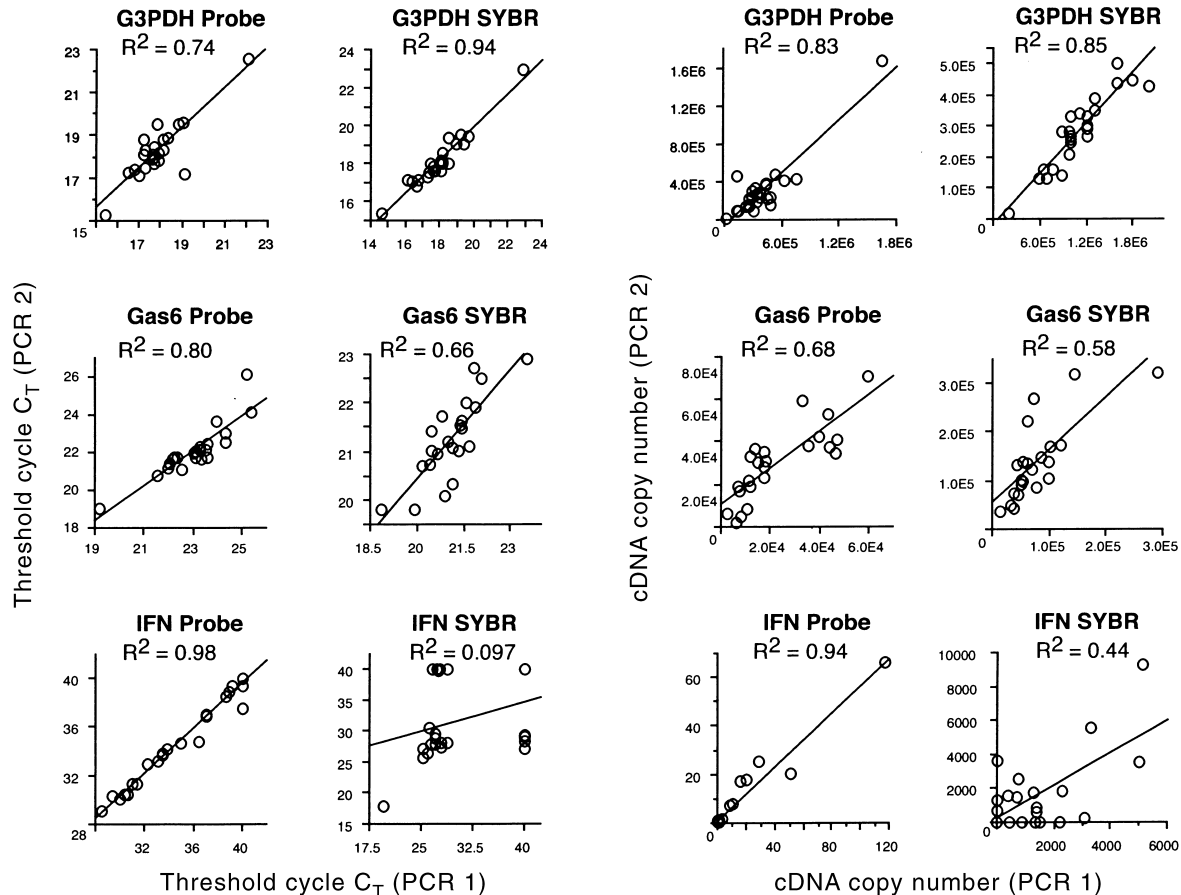 G3PDH Probe
R² = 0.74
23
21
19
17
15
17
19
21
23
G3PDH SYBR
R² = 0.94
24
22
20
18
16
14
16
18
20
22
24
G3PDH Probe
R² = 0.83
1.6E6
1.2E6
8.0E5
4.0E5
0
6.0E5
1.2E6
1.8E6
G3PDH SYBR
R² = 0.85
5.0E5
4.0E5
3.0E5
2.0E5
1.0E5
0
6.0E5
1.2E6
1.8E6
Threshold cycle C_T (PCR 2)
Gas6 Probe
R² = 0.80
26
24
22
20
18
19
21
23
25
Gas6 SYBR
R² = 0.66
23
22
21
20
18.5
20
21.5
23
cDNA copy number (PCR 2)
Gas6 Probe
R² = 0.68
8.0E4
6.0E4
4.0E4
2.0E4
0
2.0E4
4.0E4
6.0E4
Gas6 SYBR
R² = 0.58
3.0E5
2.0E5
1.0E5
0
1.0E5
2.0E5
3.0E5
IFN Probe
R² = 0.98
40
36
32
28
32
36
40
IFN SYBR
R² = 0.097
40
35
30
25
20
15
17.5
25
32.5
40
IFN Probe
R² = 0.94
60
40
20
0
40
80
120
IFN SYBR
R² = 0.44
10000
8000
6000
4000
2000
0
2000
4000
6000
Threshold cycle C_T (PCR 1)
cDNA copy number (PCR 1)